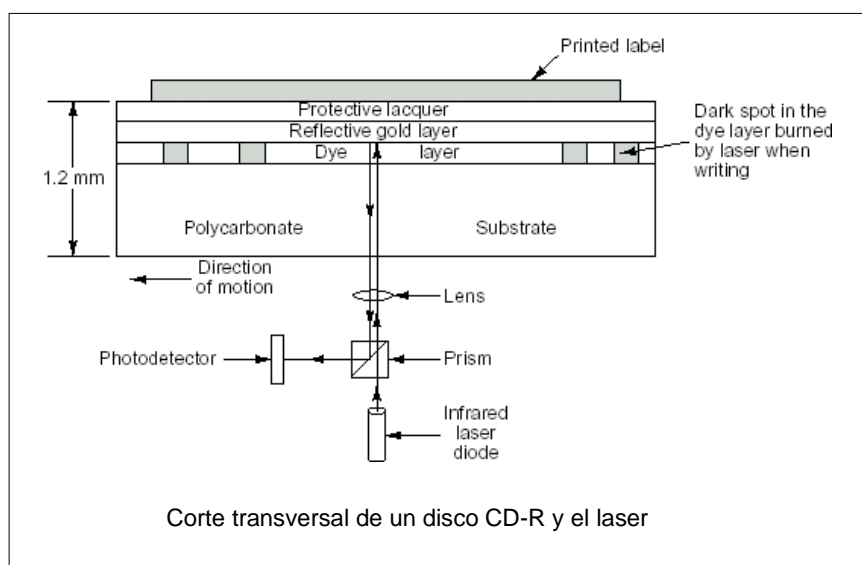 Printed label
Protective lacquer
Reflective gold layer
Dye layer
Dark spot in the
dye layer burned
by laser when
writing
1.2 mm
Polycarbonate Substrate
Direction
of motion
Lens
Photodetector
Prism
Infrared
laser
diode
Corte transversal de un disco CD-R y el laser